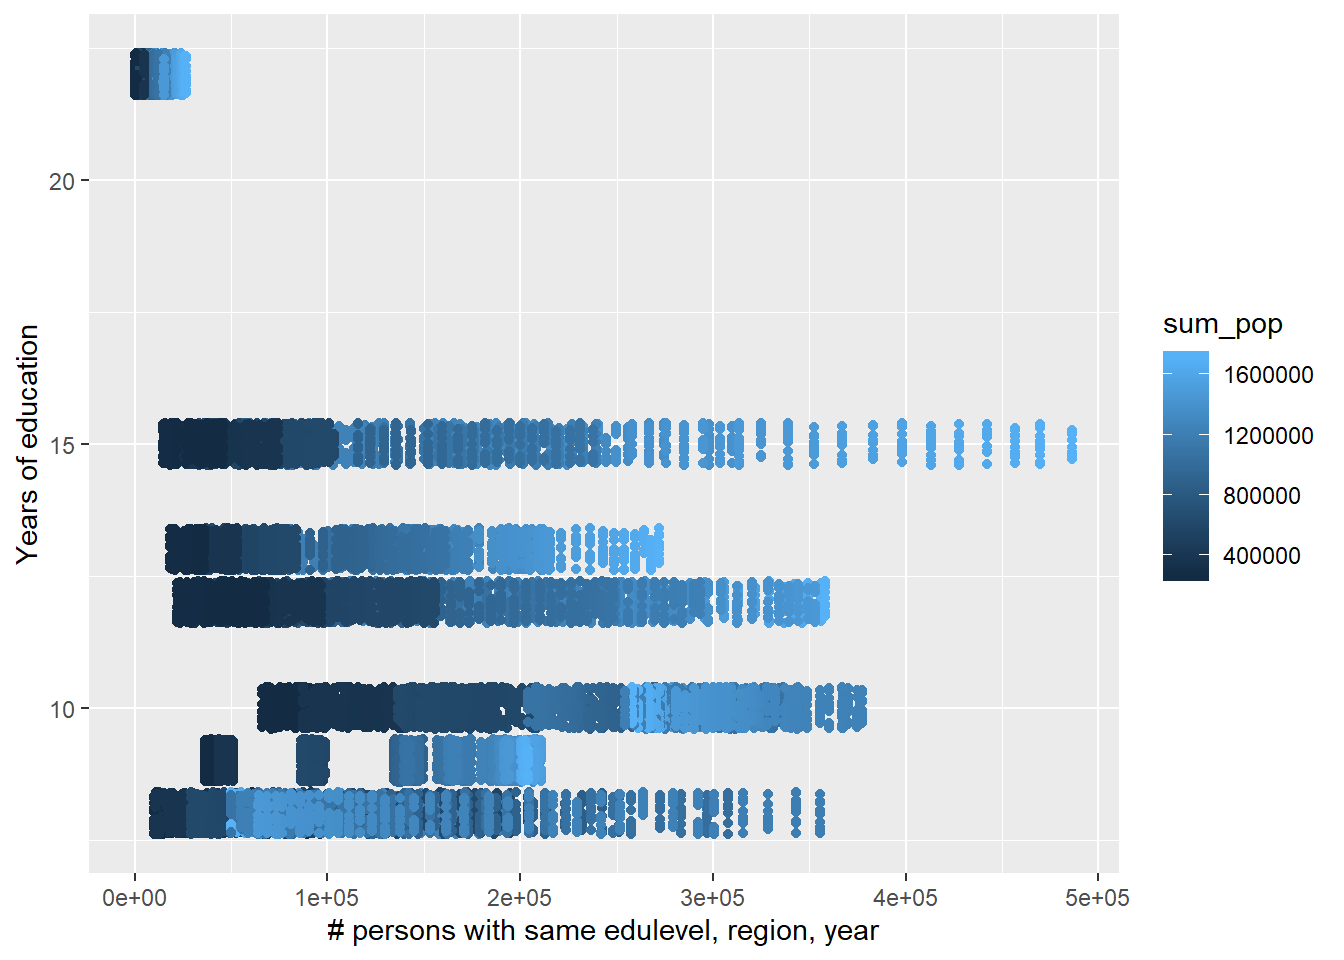 20
15
10
Years of education
0e+00 1e+05 2e+05 3e+05 4e+05 5e+05
# persons with same edulevel, region, year
sum_pop
1600000
1200000
800000
400000